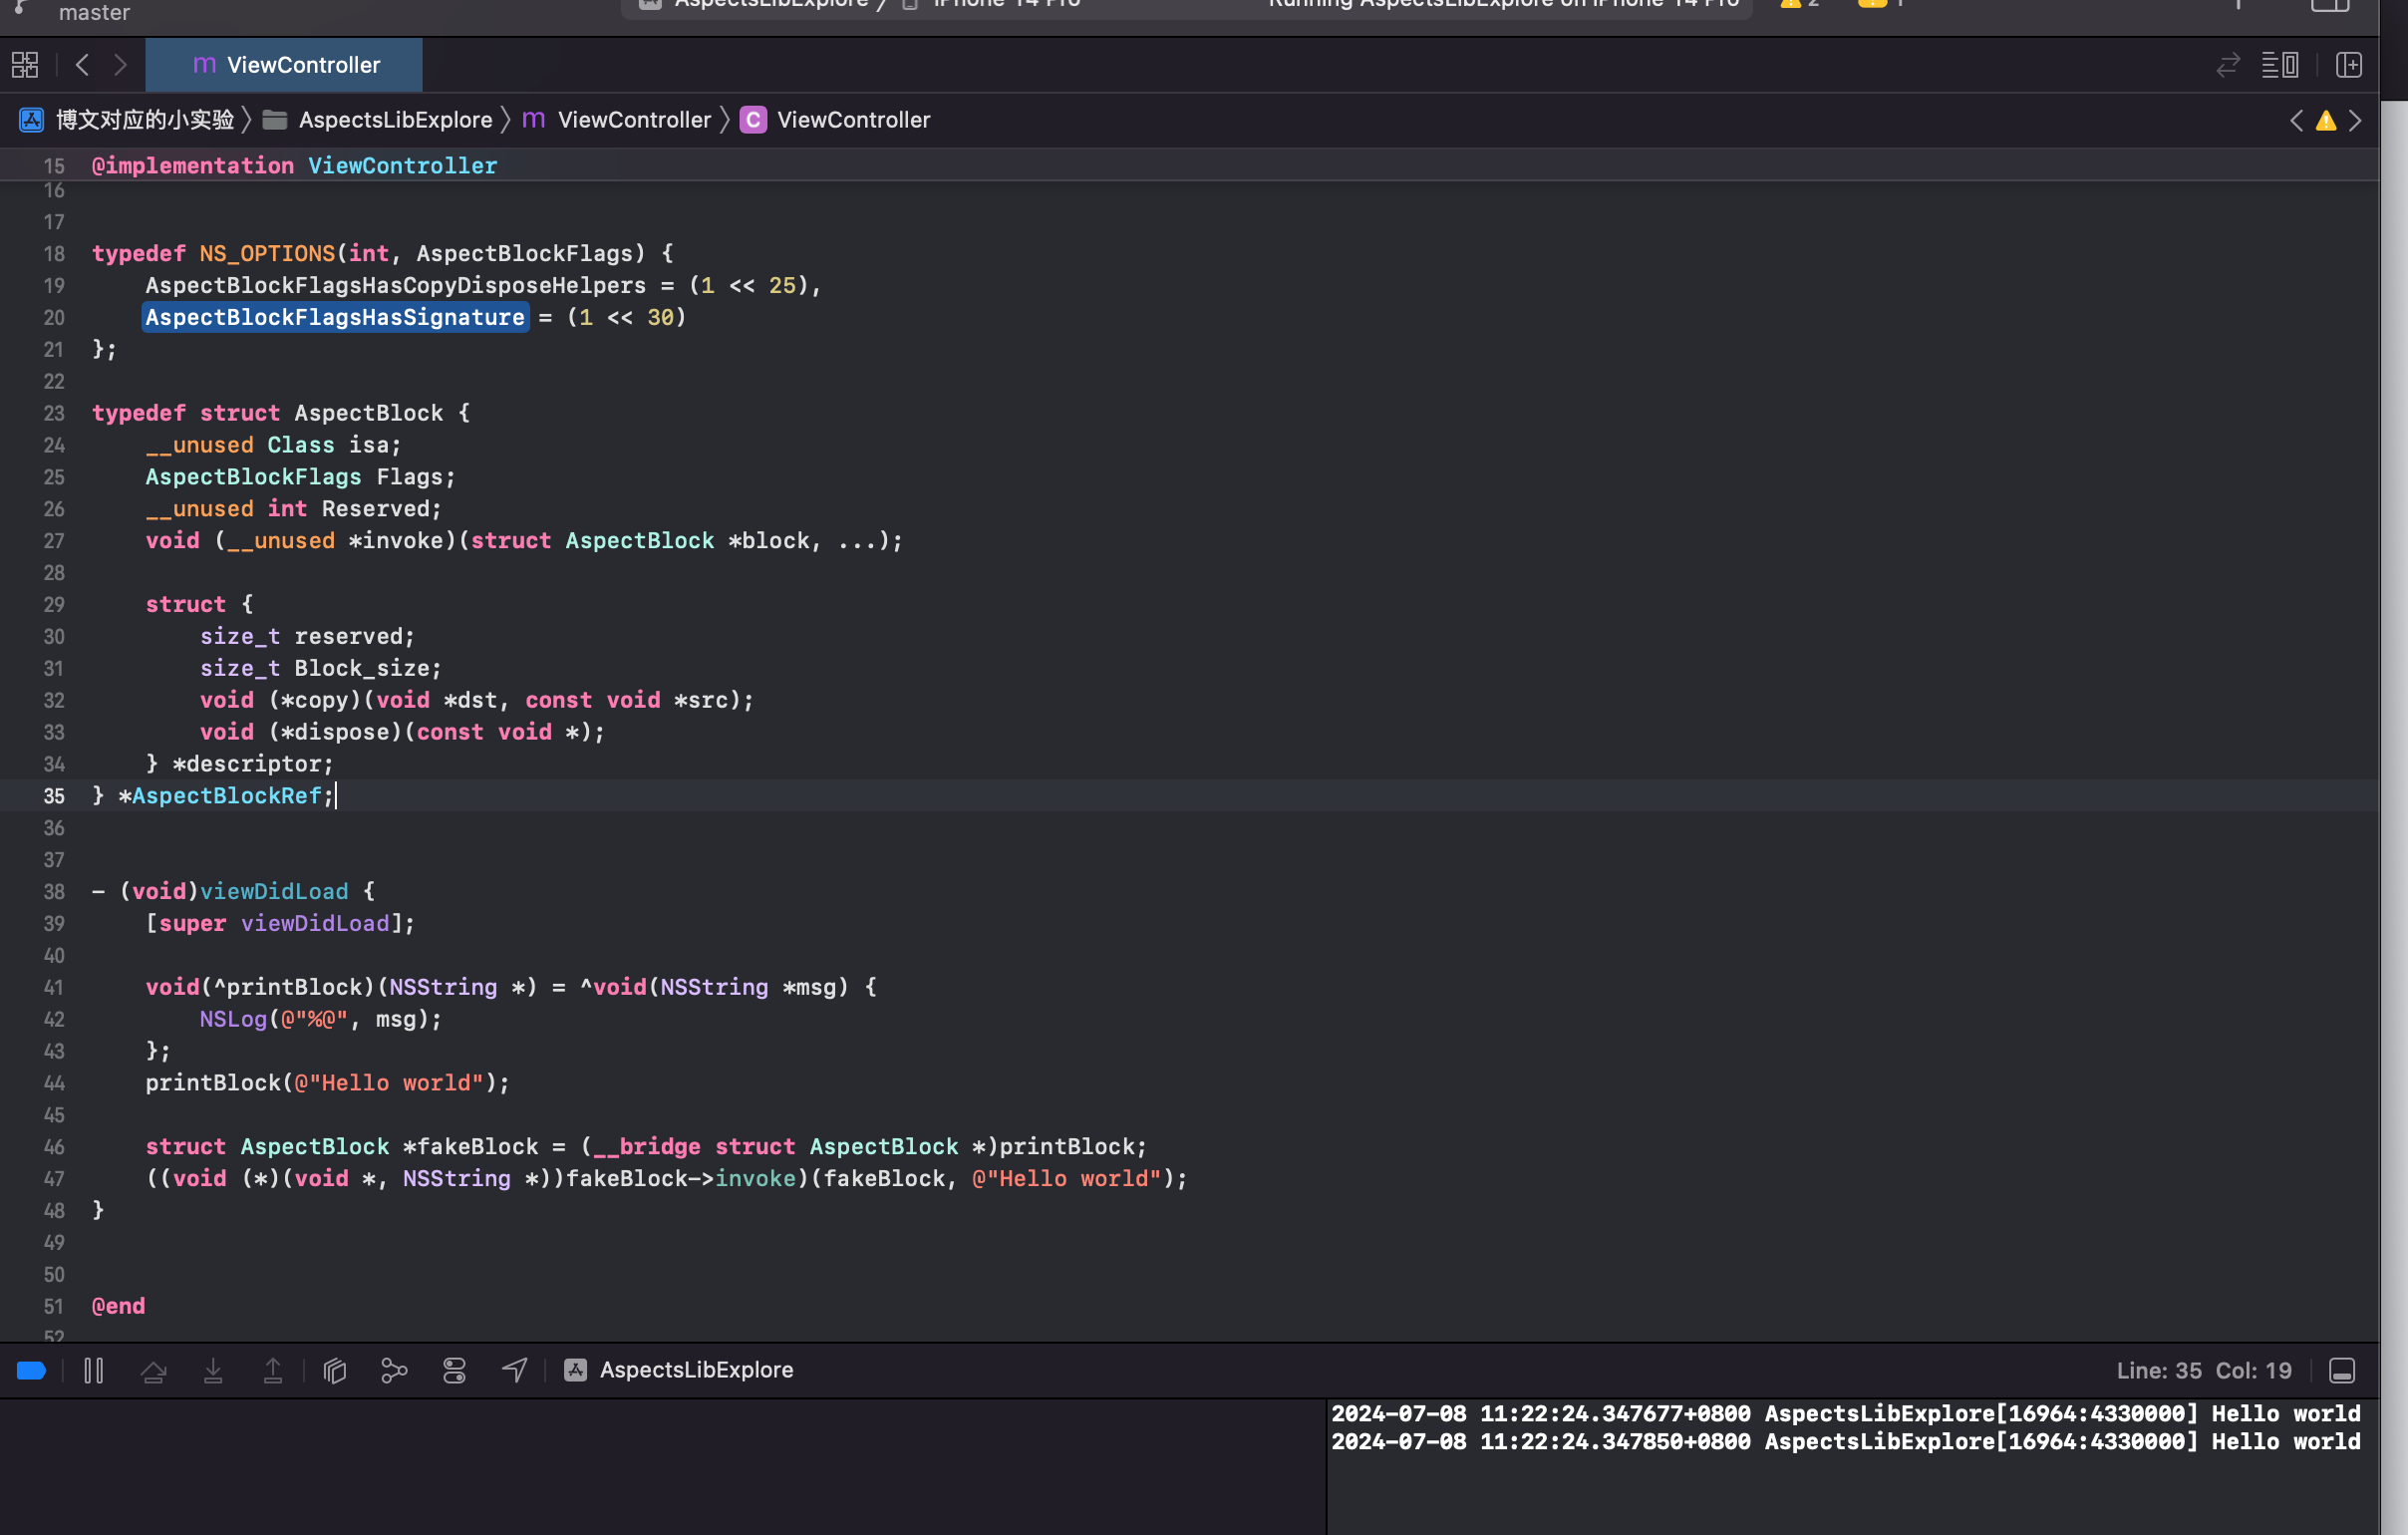 master
AspectsLibExplore / iPhone 14 Pro
Running AspectsLibExplore on iPhone 14 Pro
2
1
m ViewController
博文对应的小实验 AspectsLibExplore m ViewController C ViewController
15 @implementation ViewController
16
17
18 typedef NS_OPTIONS(int, AspectBlockFlags) {
19 AspectBlockFlagsHasCopyDisposeHelpers = (1 << 25),
20 AspectBlockFlagsHasSignature = (1 << 30)
21 };
22
23 typedef struct AspectBlock {
24 __unused Class isa;
25 AspectBlockFlags Flags;
26 __unused int Reserved;
27 void (__unused *invoke)(struct AspectBlock *block, ...);
28
29 struct {
30 size_t reserved;
31 size_t Block_size;
32 void (*copy)(void *dst, const void *src);
33 void (*dispose)(const void *);
34 } *descriptor;
35 } *AspectBlockRef;
36
37
38 - (void)viewDidLoad {
39 [super viewDidLoad];
40
41 void(^printBlock)(NSString *) = ^void(NSString *msg) {
42 NSLog(@"%@", msg);
43 };
44 printBlock(@"Hello world");
45
46 struct AspectBlock *fakeBlock = (__bridge struct AspectBlock *)printBlock;
47 ((void (*)(void *, NSString *))fakeBlock->invoke)(fakeBlock, @"Hello world");
48 }
49
50
51 @end
52
AspectsLibExplore
Line: 35 Col: 19
2024-07-08 11:22:24.347677+0800 AspectsLibExplore[16964:4330000] Hello world
2024-07-08 11:22:24.347850+0800 AspectsLibExplore[16964:4330000] Hello world